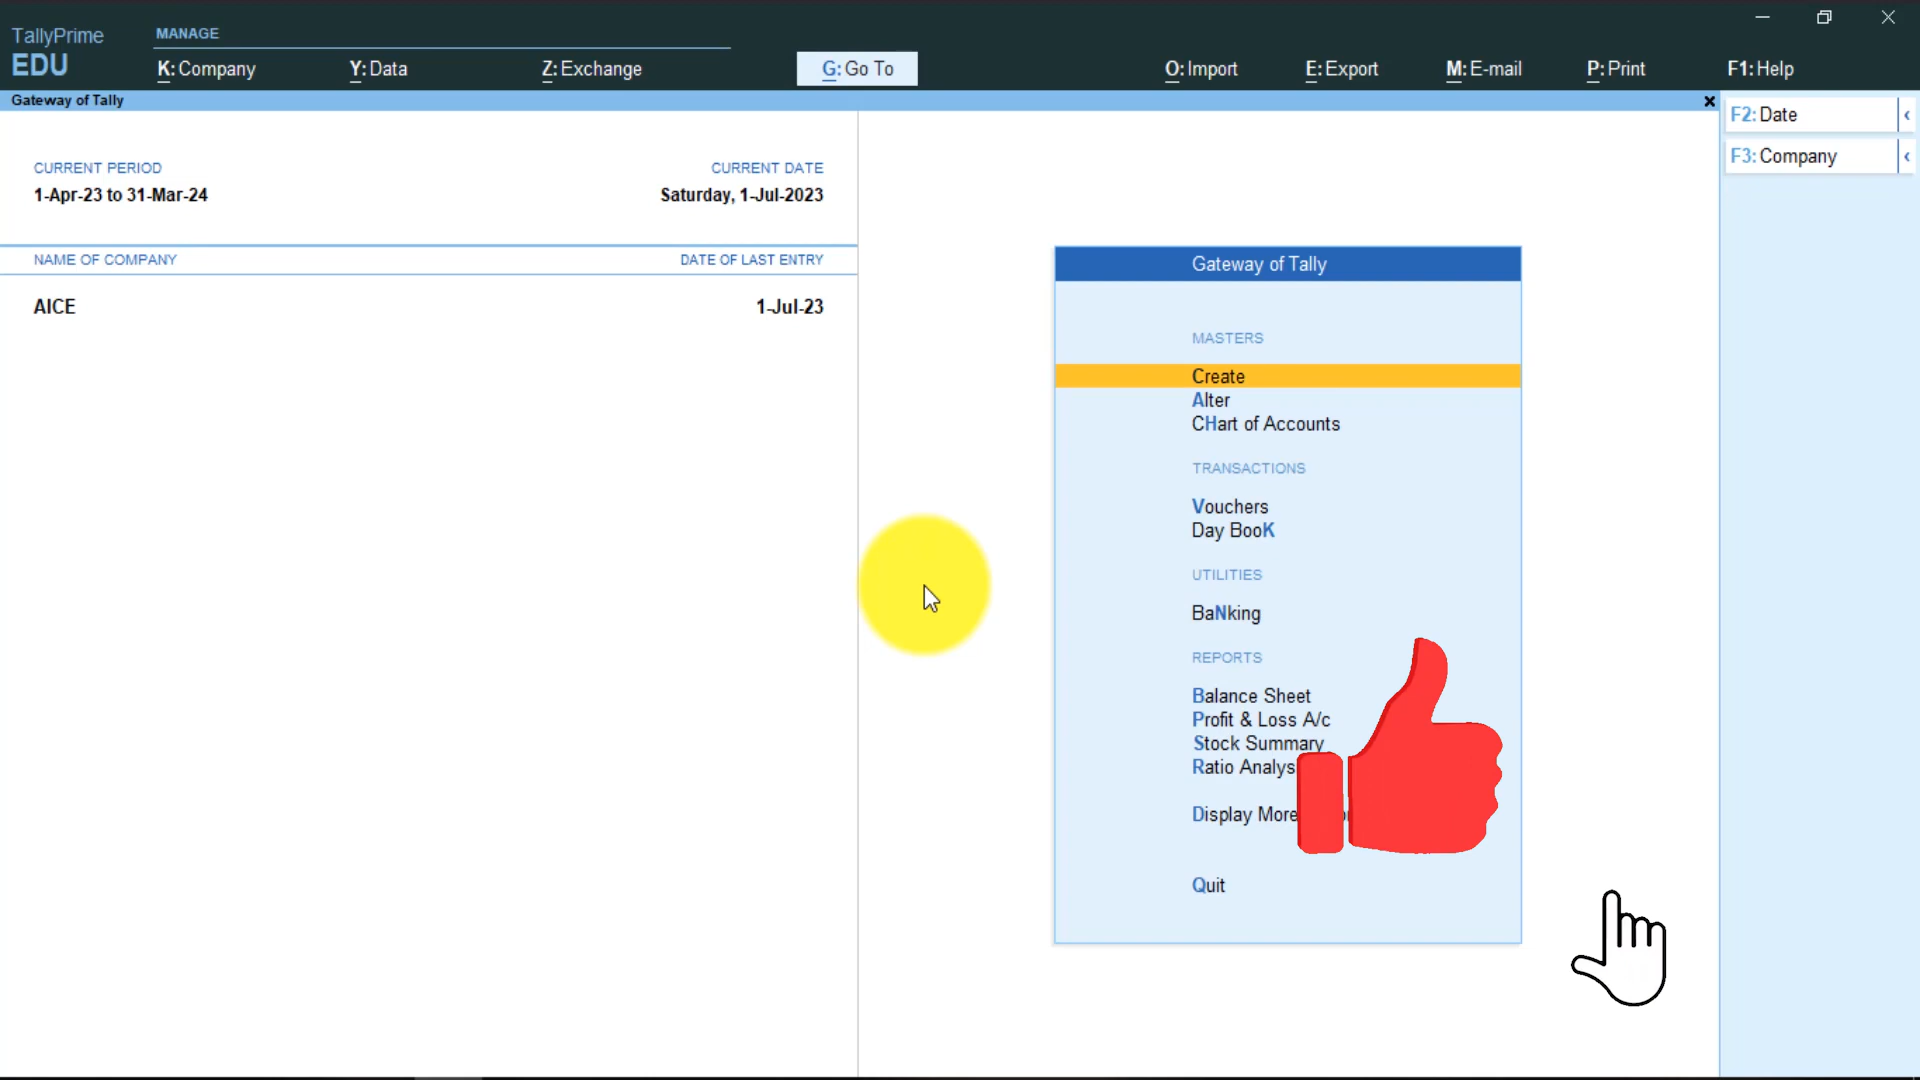 TallyPrime
EDU
MANAGE
K: Company
Y: Data
Z: Exchange
G: Go To
O: Import
E: Export
M: E-mail
P: Print
F1: Help
Gateway of Tally
F2: Date
F3: Company
CURRENT PERIOD
CURRENT DATE
1-Apr-23 to 31-Mar-24
Saturday, 1-Jul-2023
NAME OF COMPANY
DATE OF LAST ENTRY
AICE
1-Jul-23
Gateway of Tally
MASTERS
Create
Alter
CHart of Accounts
TRANSACTIONS
Vouchers
Day BooK
UTILITIES
BaNking
REPORTS
Balance Sheet
Profit & Loss A/c
Stock Summary
Ratio
Display More
Quit